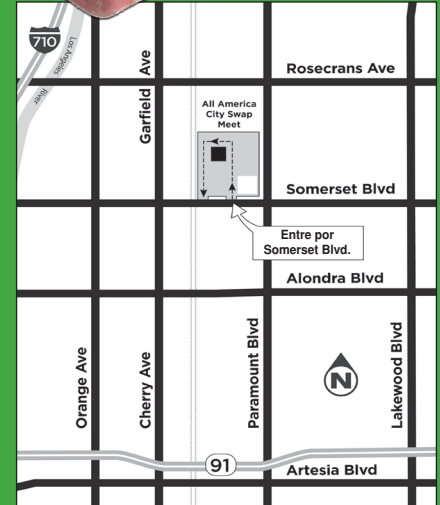 710
Los Angeles
River
Garfield Ave
Rosecrans Ave
All America
City Swap
Meet
Somerset Blvd
Entre por
Somerset Blvd.
Alondra Blvd
Orange Ave
Cherry Ave
Paramount Blvd
Lakewood Blvd
N
91
Artesia Blvd